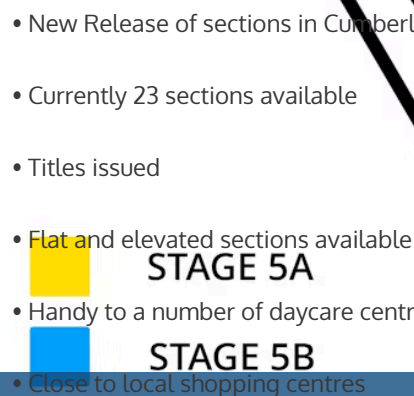 • New Release of sections in Cumberl
• Currently 23 sections available
• Titles issued
• Flat and elevated sections available
STAGE 5A
• Handy to a number of daycare centr
STAGE 5B
• Close to local shopping centres